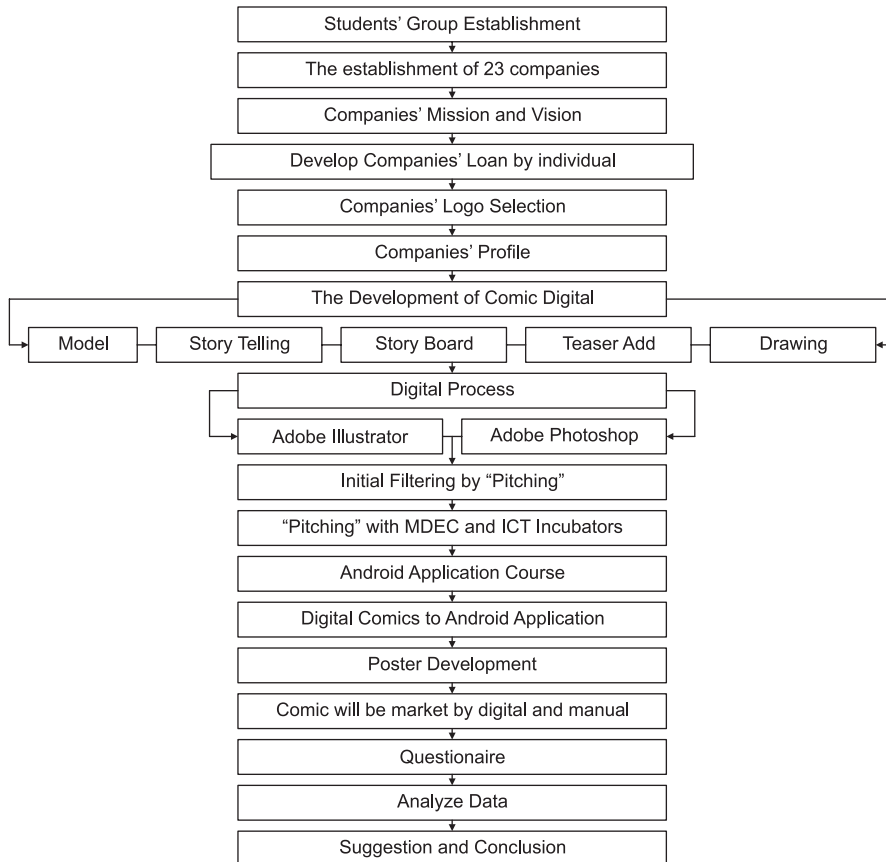 Students’ Group Establishment
The establishment of 23 companies
Companies’ Mission and Vision
Develop Companies’ Loan by individual
Companies’ Logo Selection
Companies’ Profile
The Development of Comic Digital
Model
Story Telling
Story Board
Teaser Add
Drawing
Digital Process
Adobe Illustrator
Adobe Photoshop
Initial Filtering by “Pitching”
“Pitching” with MDEC and ICT Incubators
Android Application Course
Digital Comics to Android Application
Poster Development
Comic will be market by digital and manual
Questionaire
Analyze Data
Suggestion and Conclusion